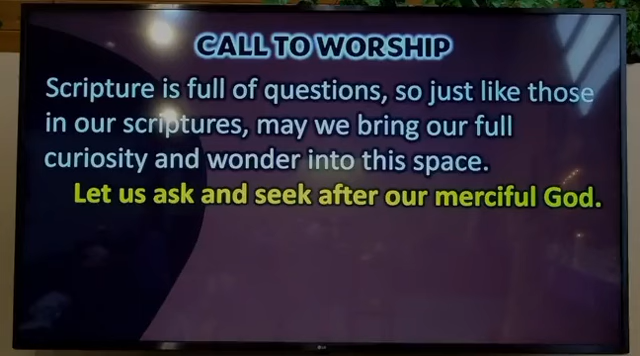 CALL TO WORSHIP
Scripture is full of questions, so just like those
in our scriptures, may we bring our full
curiosity and wonder into this space.
Let us ask and seek after our merciful God.